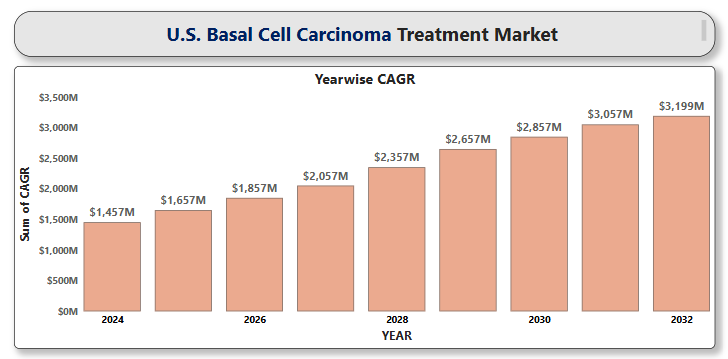 U.S. Basal Cell Carcinoma Treatment Market
Yearwise CAGR
$3,500M
$3,000M
$2,500M
$2,000M
$1,500M
$1,000M
$500M
$0M
Sum of CAGR
$1,457M
$1,657M
$1,857M
$2,057M
$2,357M
$2,657M
$2,857M
$3,057M
$3,199M
2024
2026
2028
2030
2032
YEAR